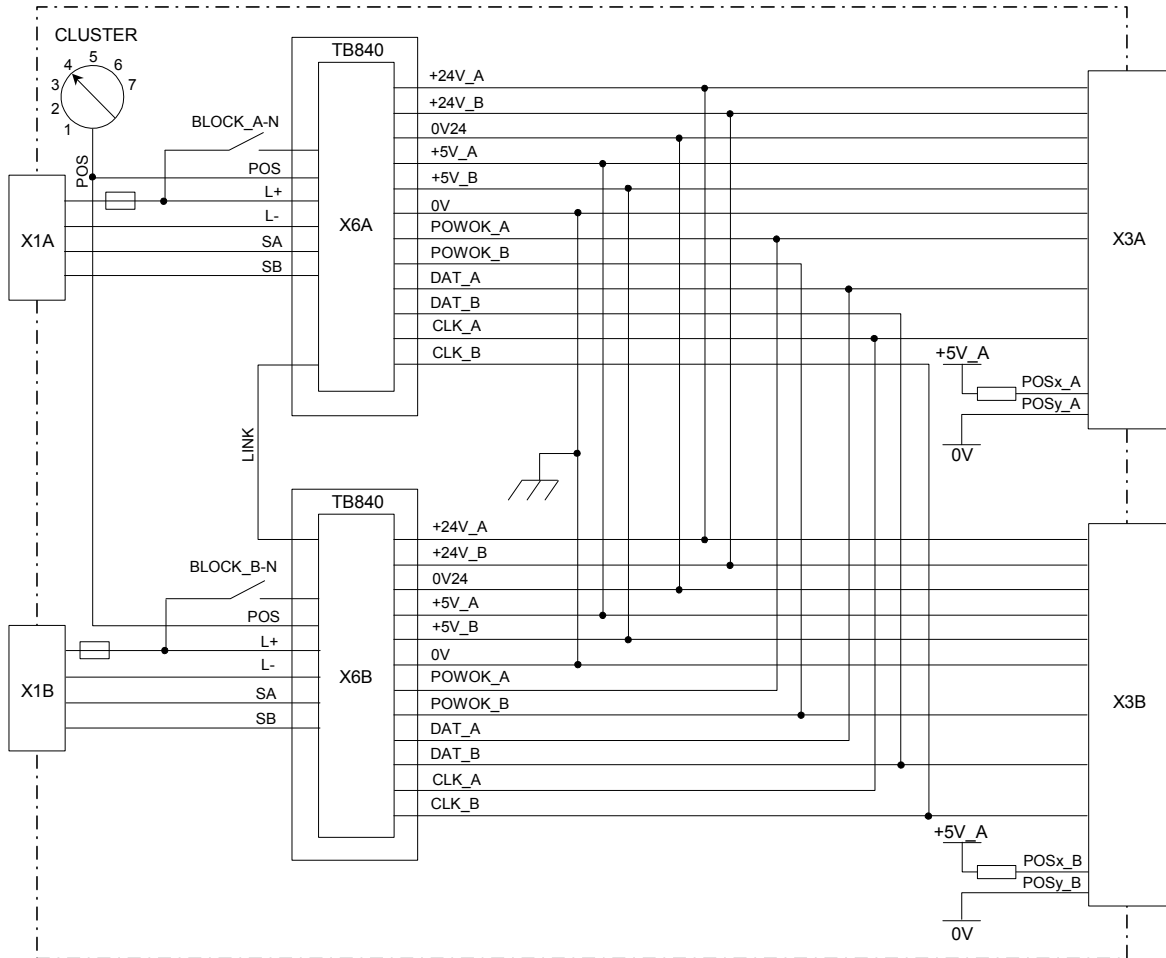 CLUSTER
1
2
3
4
5
6
7
POS
TB840
X6A
BLOCK_A-N
POS
L+
L-
SA
SB
X1A
+24V_A
+24V_B
0V24
+5V_A
+5V_B
0V
POWOK_A
POWOK_B
DAT_A
DAT_B
CLK_A
CLK_B
X3A
+5V_A
POSx_A
POSy_A
0V
LINK
TB840
X6B
BLOCK_B-N
POS
L+
L-
SA
SB
X1B
+24V_A
+24V_B
0V24
+5V_A
+5V_B
0V
POWOK_A
POWOK_B
DAT_A
DAT_B
CLK_A
CLK_B
X3B
+5V_A
POSx_B
POSy_B
0V